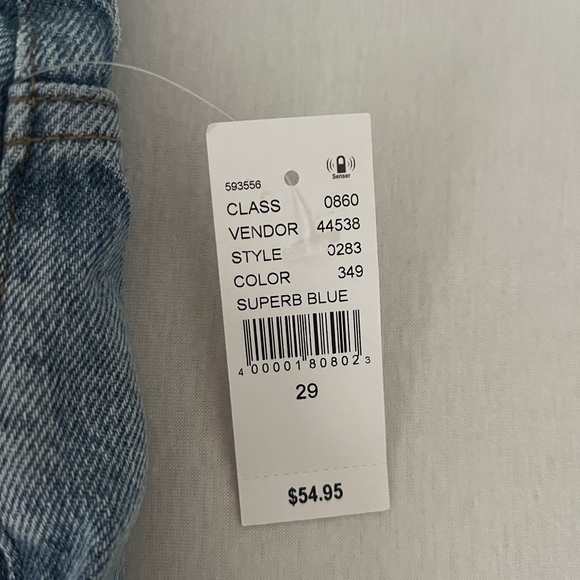 Sensor
593556
CLASS 0860
VENDOR 44538
STYLE 0283
COLOR 349
SUPERB BLUE
4 00001 80802 3
29
$54.95